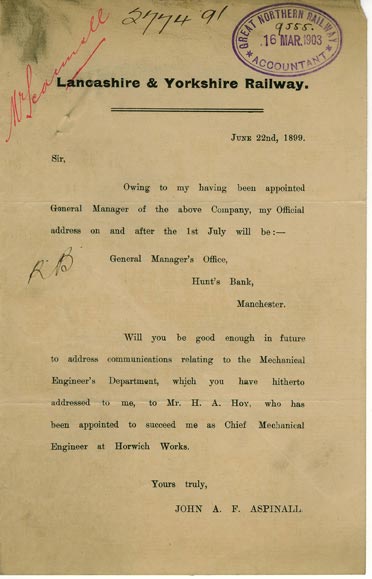 2774 91
GREAT NORTHERN RAILWAY
9555.
16 MAR. 1903
ACCOUNTANT
Mr Scammell
Lancashire & Yorkshire Railway.
JUNE 22nd, 1899.
Sir,
Owing to my having been appointed
General Manager of the above Company, my Official
address on and after the 1st July will be:—
General Manager's Office,
RB
Hunt's Bank,
Manchester.
Will you be good enough in future
to address communications relating to the Mechanical
Engineer's Department, which you have hitherto
addressed to me, to Mr. H. A. Hoy, who has
been appointed to succeed me as Chief Mechanical
Engineer at Horwich Works.
Yours truly,
JOHN A. F. ASPINALL.